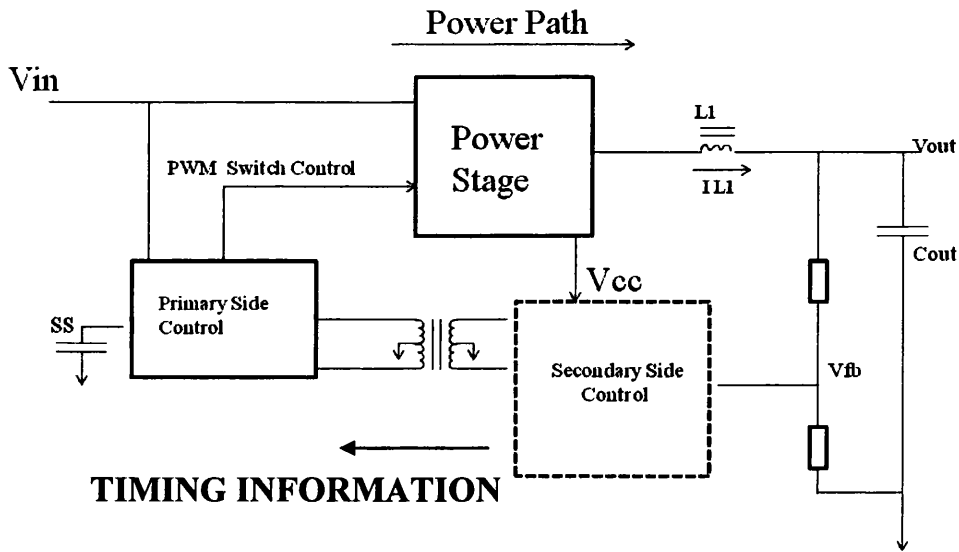 Power Path
Vin
Power
Stage
L1
Vout
IL1
PWM Switch Control
Cout
Vcc
Primary Side
Control
SS
Secondary Side
Control
Vfb
TIMING INFORMATION